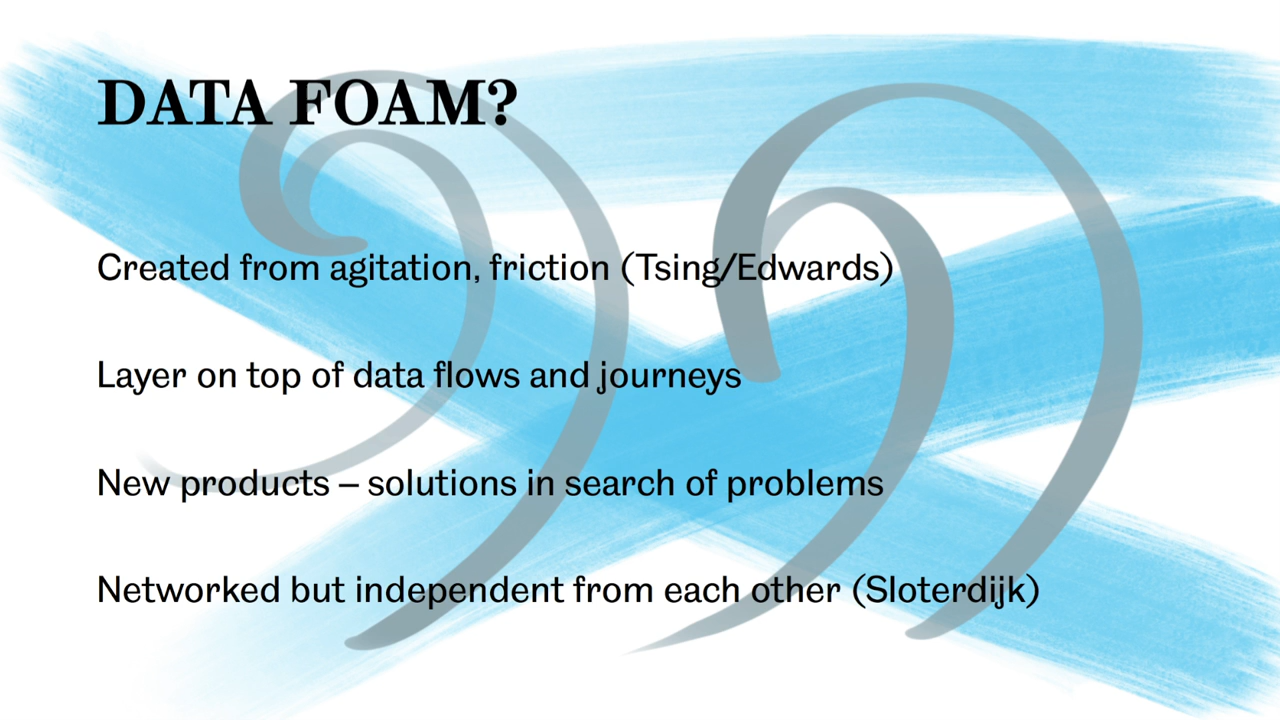 DATA FOAM?
Created from agitation, friction (Tsing/Edwards)
Layer on top of data flows and journeys
New products – solutions in search of problems
Networked but independent from each other (Sloterdijk)